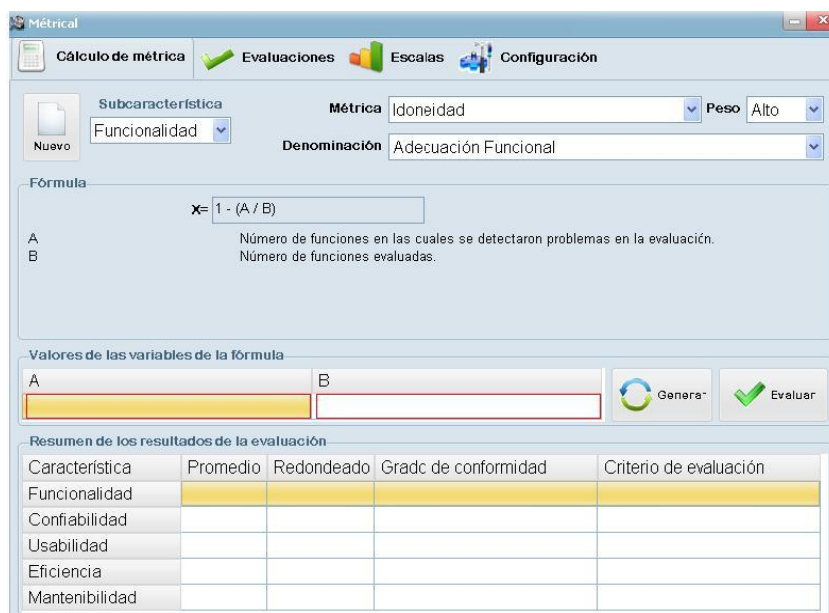 Métrical
Cálculo de métrica Evaluaciones Escalas Configuración
Nuevo
Subcaracterística
Funcionalidad
Métrica Idoneidad Peso Alto
Denominación Adecuación Funcional
Fórmula
x= 1 - (A / B)
A Número de funciones en las cuales se detectaron problemas en la evaluación.
B Número de funciones evaluadas.
Valores de las variables de la fórmula
A B
Generar Evaluar
Resumen de los resultados de la evaluación
Característica Promedio Redondeado Grado de conformidad Criterio de evaluación
Funcionalidad
Confiabilidad
Usabilidad
Eficiencia
Mantenibilidad